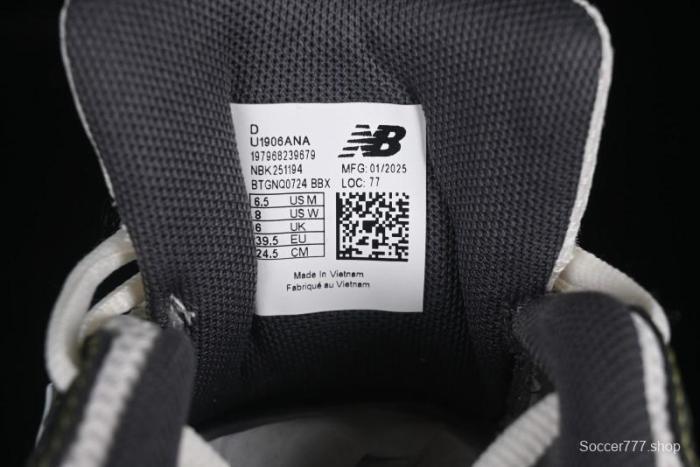 D
U1906ANA
197968239679
NBK251194
BTGNQ0724 BBX
NB
MFG: 01/2025
LOC: 77
6.5 US M
8 US W
6 UK
39.5 EU
24.5 CM
Made In Vietnam
Fabriqué au Vietnam
Soccer777.shop